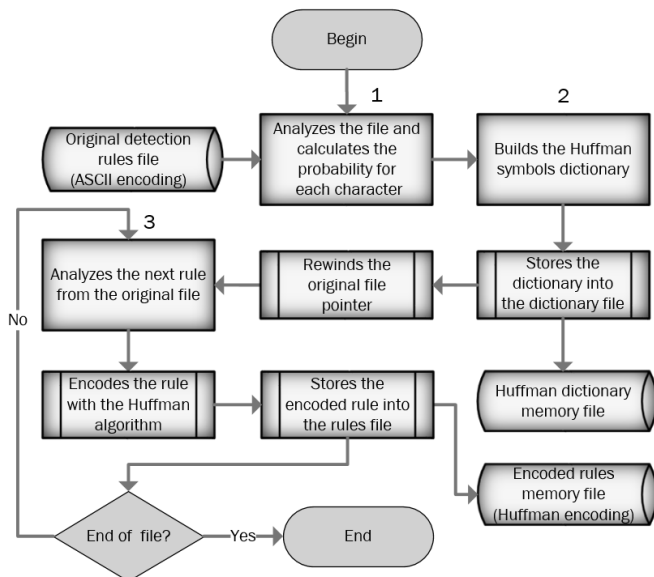 Begin
1
2
Original detection
rules file
(ASCII encoding)
Analyzes the file and
calculates the
probability for
each character
Builds the Huffman
symbols dictionary
3
Analyzes the next rule
from the original file
Rewinds the
original file
pointer
Stores the
dictionary into
the dictionary file
No
Encodes the rule
with the Huffman
algorithm
Stores the
encoded rule into
the rules file
Huffman dictionary
memory file
Encoded rules
memory file
(Huffman encoding)
End of file?
Yes
End